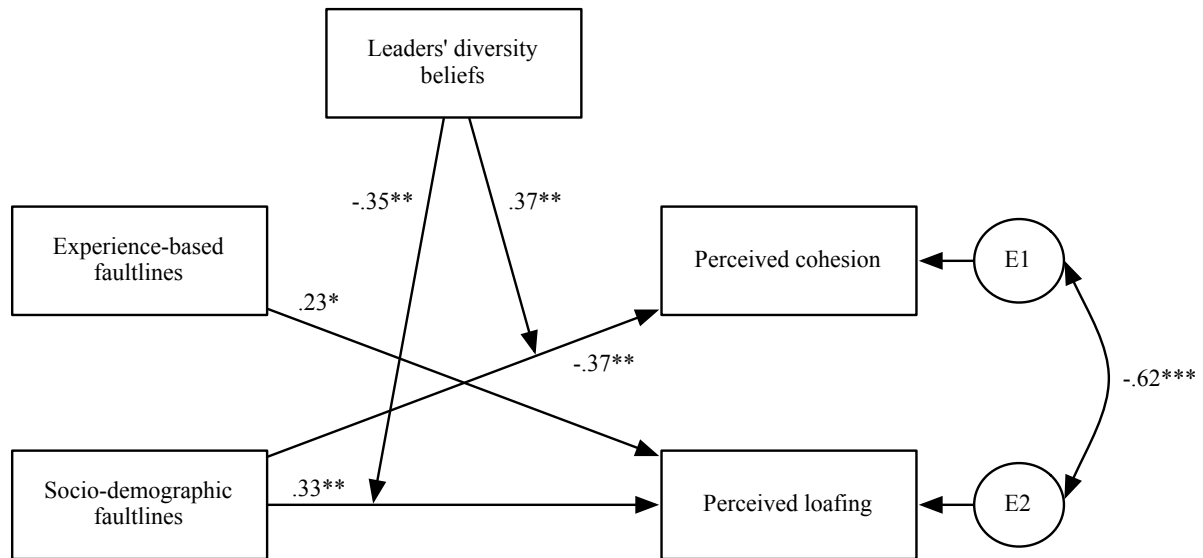 Leaders' diversity
beliefs
-.35**
.37**
Experience-based
faultlines
Perceived cohesion
E1
.23*
-.37**
-.62***
Socio-demographic
faultlines
.33**
Perceived loafing
E2